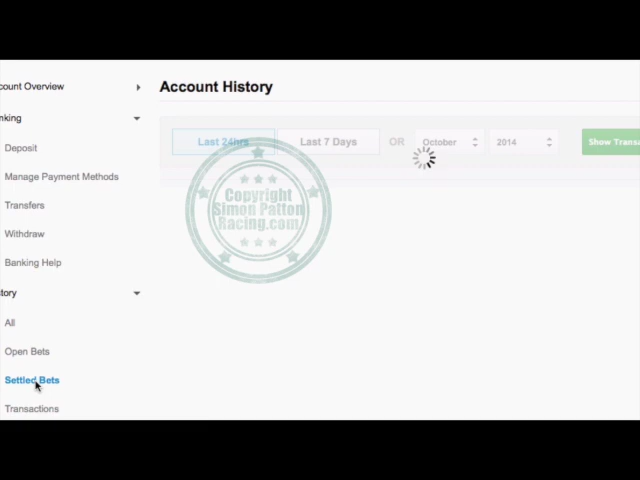 count Overview
nking
Deposit
Manage Payment Methods
Transfers
Withdraw
Banking Help
tory
All
Open Bets
Settled Bets
Transactions
Account History
Last 24hrs
Last 7 Days
OR
October
2014
Show Transa
Copyright
Simon Patton
Racing.com